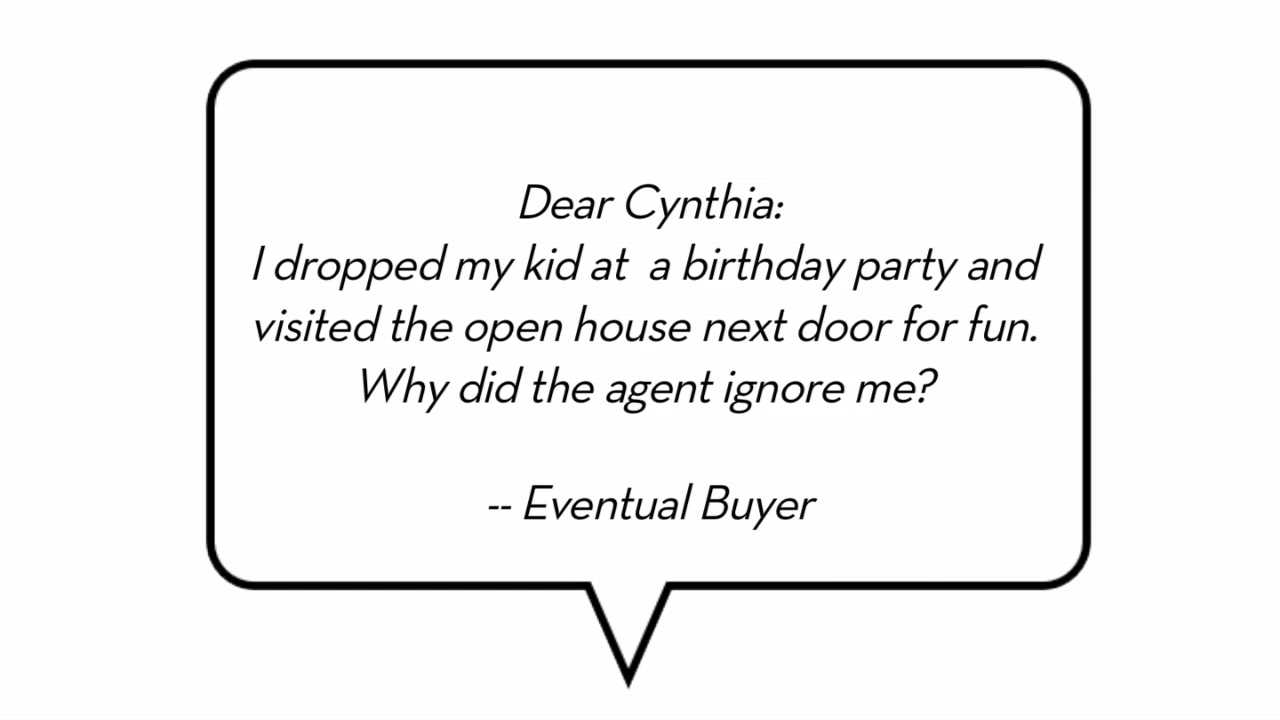 Dear Cynthia:
I dropped my kid at  a birthday party and
visited the open house next door for fun.
Why did the agent ignore me?
-- Eventual Buyer